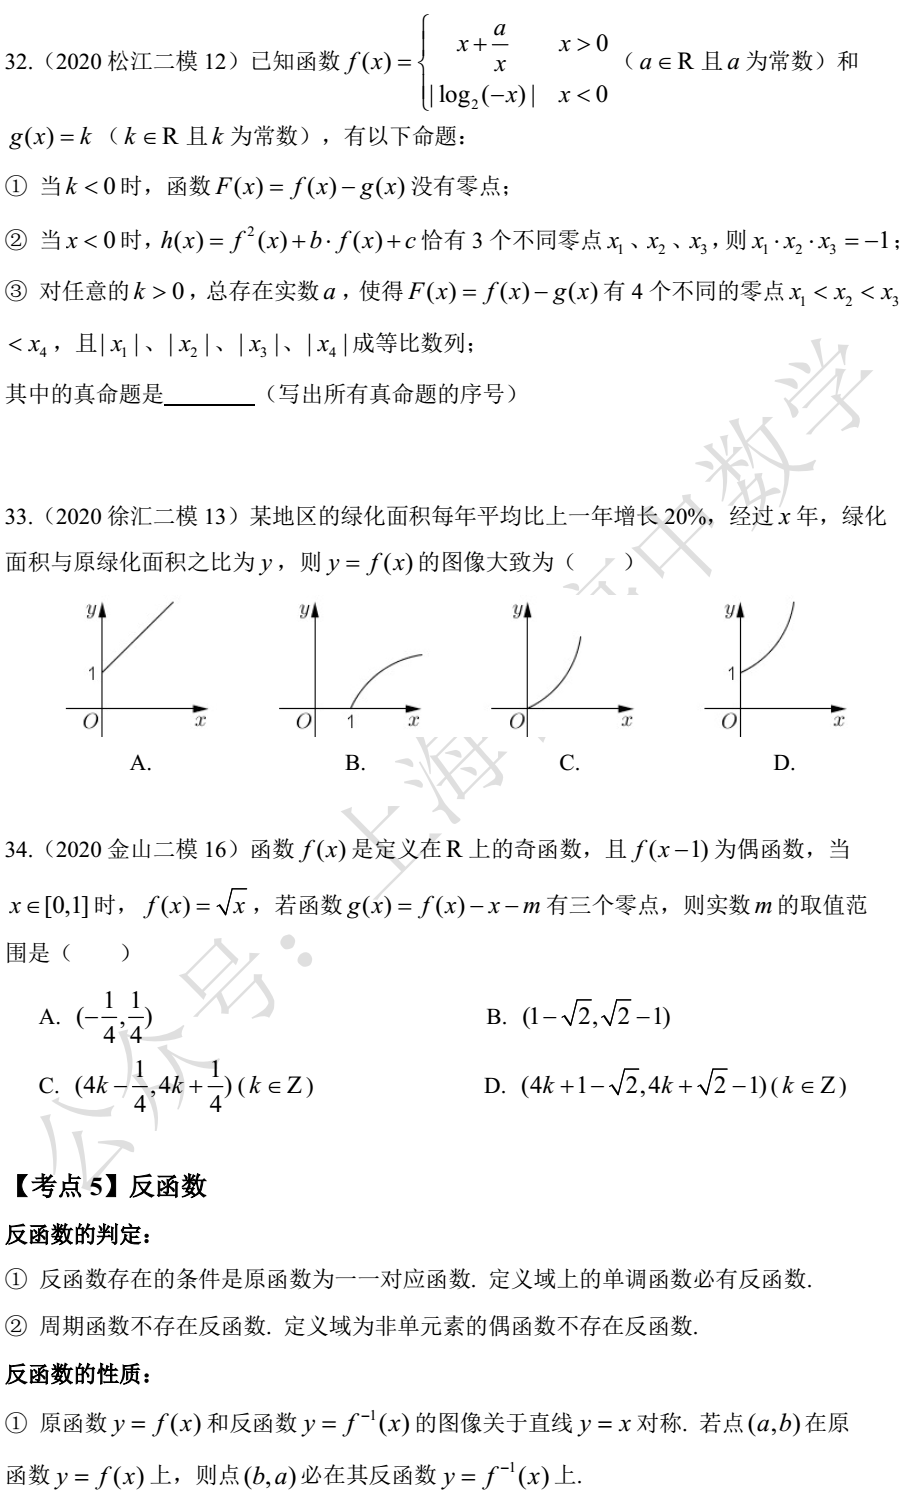 32.（2020 松江二模 12）已知函数 f(x) = { x + a/x  x > 0 ; | log₂(−x) |  x < 0 （a ∈ R 且 a 为常数）和
g(x) = k （k ∈ R 且 k 为常数），有以下命题：
① 当 k < 0 时，函数 F(x) = f(x) − g(x) 没有零点；
② 当 x < 0 时，h(x) = f²(x) + b · f(x) + c 恰有 3 个不同零点 x₁、x₂、x₃，则 x₁ · x₂ · x₃ = −1；
③ 对任意的 k > 0，总存在实数 a，使得 F(x) = f(x) − g(x) 有 4 个不同的零点 x₁ < x₂ < x₃
< x₄，且 | x₁ |、| x₂ |、| x₃ |、| x₄ | 成等比数列；
其中的真命题是________（写出所有真命题的序号）
33.（2020 徐汇二模 13）某地区的绿化面积每年平均比上一年增长 20%，经过 x 年，绿化
面积与原绿化面积之比为 y，则 y = f(x) 的图像大致为（　　）
y 1 O x
y O 1 x
y O x
y 1 O x
A. B. C. D.
34.（2020 金山二模 16）函数 f(x) 是定义在 R 上的奇函数，且 f(x−1) 为偶函数，当
x ∈ [0,1] 时，f(x) = √x，若函数 g(x) = f(x) − x − m 有三个零点，则实数 m 的取值范
围是（　　）
A. (−1/4, 1/4) B. (1−√2, √2−1)
C. (4k − 1/4, 4k + 1/4) (k ∈ Z) D. (4k+1−√2, 4k+√2−1) (k ∈ Z)
【考点 5】反函数
反函数的判定：
① 反函数存在的条件是原函数为一一对应函数. 定义域上的单调函数必有反函数.
② 周期函数不存在反函数. 定义域为非单元素的偶函数不存在反函数.
反函数的性质：
① 原函数 y = f(x) 和反函数 y = f⁻¹(x) 的图像关于直线 y = x 对称. 若点 (a,b) 在原
函数 y = f(x) 上，则点 (b,a) 必在其反函数 y = f⁻¹(x) 上.